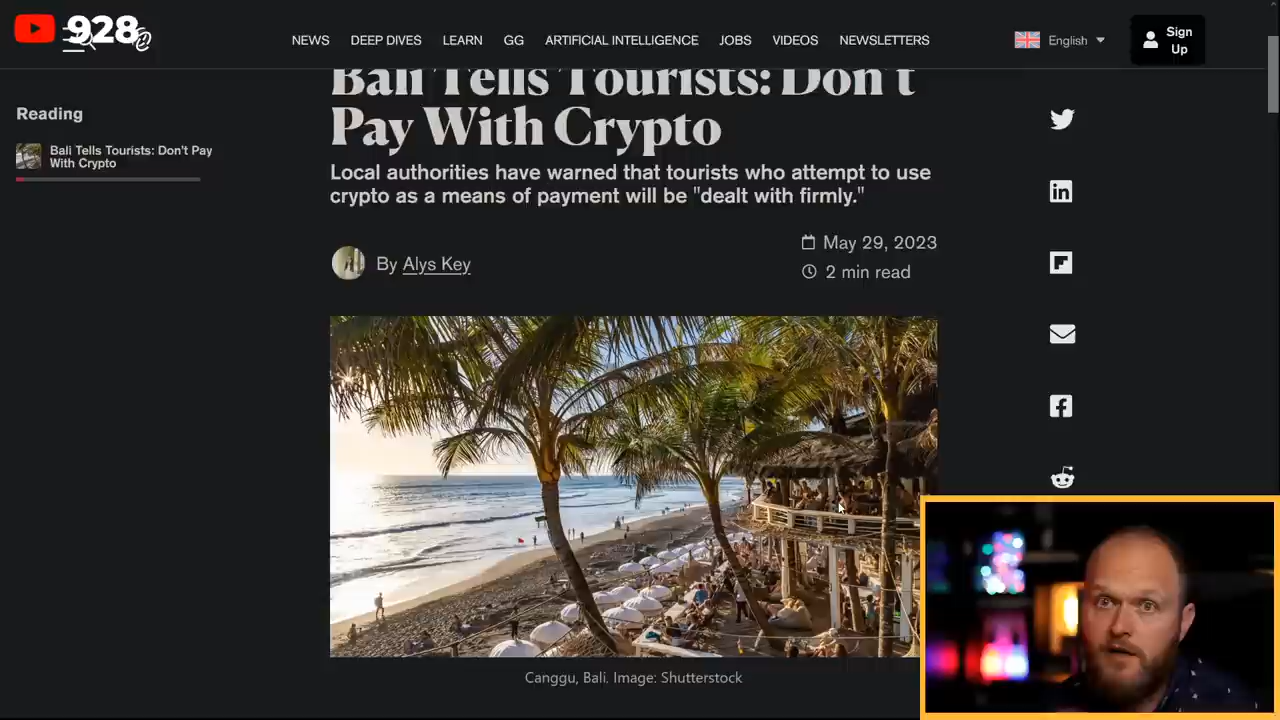 928
NEWS DEEP DIVES LEARN GG ARTIFICIAL INTELLIGENCE JOBS VIDEOS NEWSLETTERS
English
Sign
Up
Reading
Bali Tells Tourists: Don't Pay
With Crypto
Bali Tells Tourists: Don't
Pay With Crypto
Local authorities have warned that tourists who attempt to use
crypto as a means of payment will be "dealt with firmly."
By Alys Key
May 29, 2023
2 min read
Canggu, Bali. Image: Shutterstock